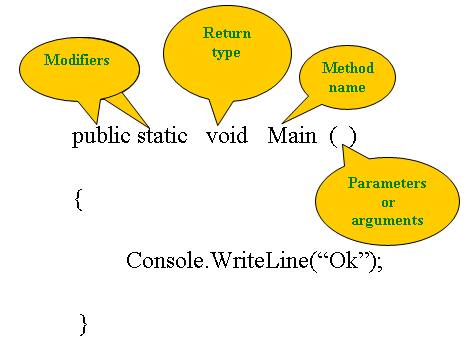 Return
type
Modifiers
Method
name
public static void Main ( )
Parameters
or
arguments
{
Console.WriteLine(“Ok”);
}